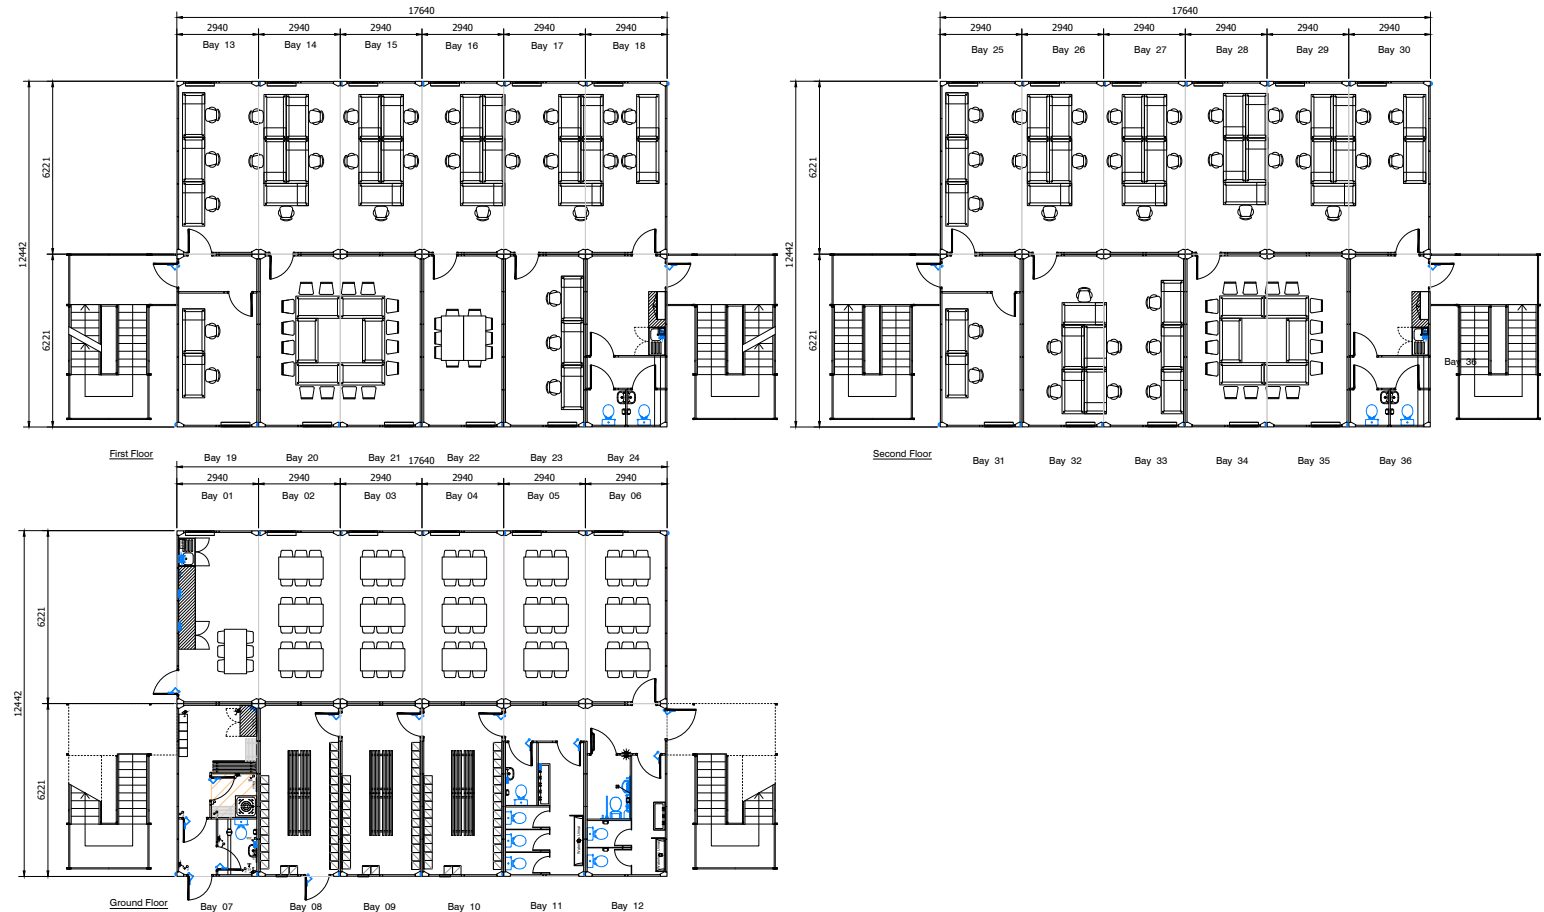 17640
2940 2940 2940 2940 2940 2940
Bay 13 Bay 14 Bay 15 Bay 16 Bay 17 Bay 18
12442
6221
6221
First Floor
Bay 19 Bay 20 Bay 21 Bay 22 Bay 23 Bay 24
17640
2940 2940 2940 2940 2940 2940
Bay 25 Bay 26 Bay 27 Bay 28 Bay 29 Bay 30
12442
6221
6221
Bay 36
Second Floor
Bay 31 Bay 32 Bay 33 Bay 34 Bay 35 Bay 36
17640
2940 2940 2940 2940 2940 2940
Bay 01 Bay 02 Bay 03 Bay 04 Bay 05 Bay 06
12442
6221
6221
Ground Floor
Bay 07 Bay 08 Bay 09 Bay 10 Bay 11 Bay 12